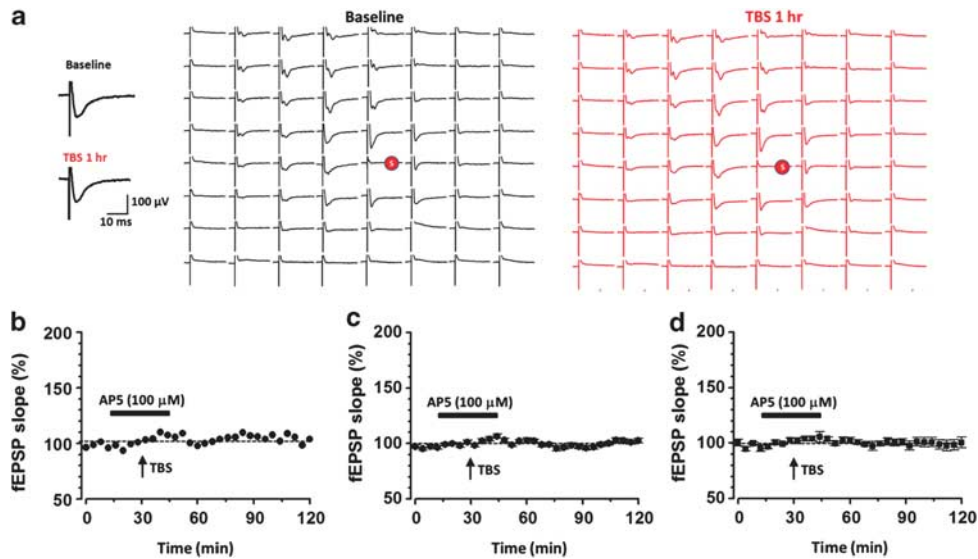 a
Baseline
TBS 1 hr
Baseline
TBS 1 hr
100 µV
10 ms
S
S
b
fEPSP slope (%)
200
150
100
50
AP5 (100 µM)
TBS
0 30 60 90 120
Time (min)
c
fEPSP slope (%)
200
150
100
50
AP5 (100 µM)
TBS
0 30 60 90 120
Time (min)
d
fEPSP slope (%)
200
150
100
50
AP5 (100 µM)
TBS
0 30 60 90 120
Time (min)